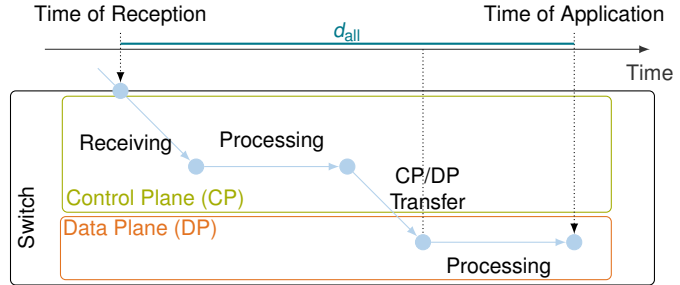 Time of Reception
Time of Application
dall
Time
Receiving
Processing
CP/DP
Transfer
Control Plane (CP)
Switch
Data Plane (DP)
Processing